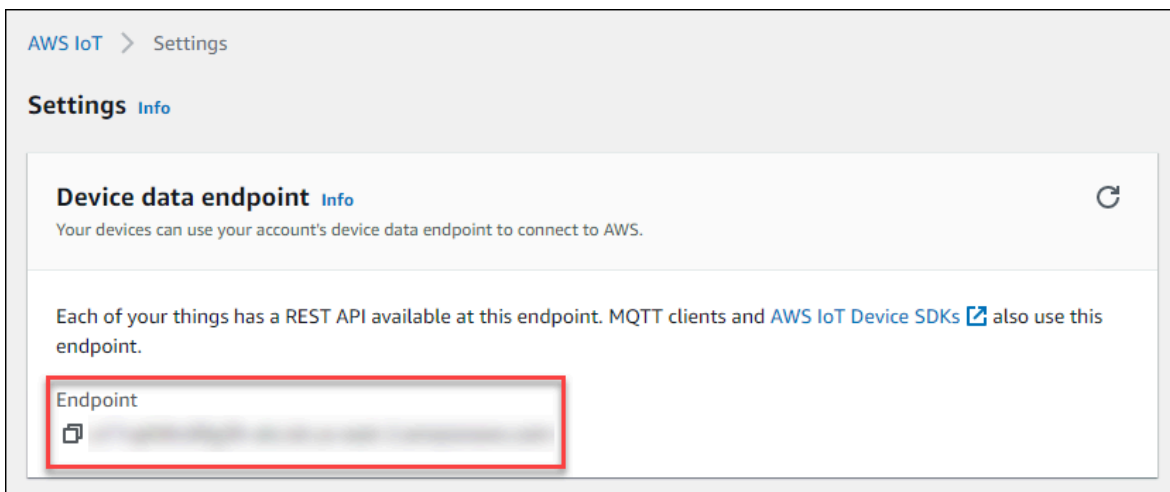 AWS IoT > Settings
Settings Info
Device data endpoint Info
Your devices can use your account's device data endpoint to connect to AWS.
Each of your things has a REST API available at this endpoint. MQTT clients and AWS IoT Device SDKs also use this
endpoint.
Endpoint